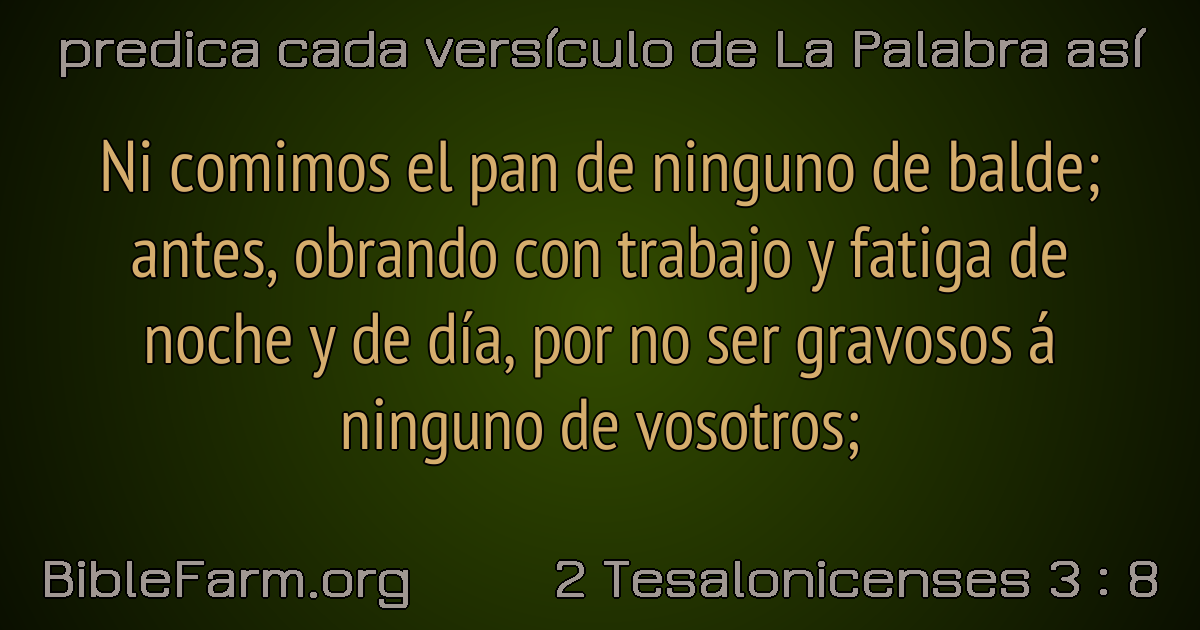 predica cada versículo de La Palabra así
Ni comimos el pan de ninguno de balde;
antes, obrando con trabajo y fatiga de
noche y de día, por no ser gravosos á
ninguno de vosotros;
BibleFarm.org
2 Tesalonicenses 3 : 8